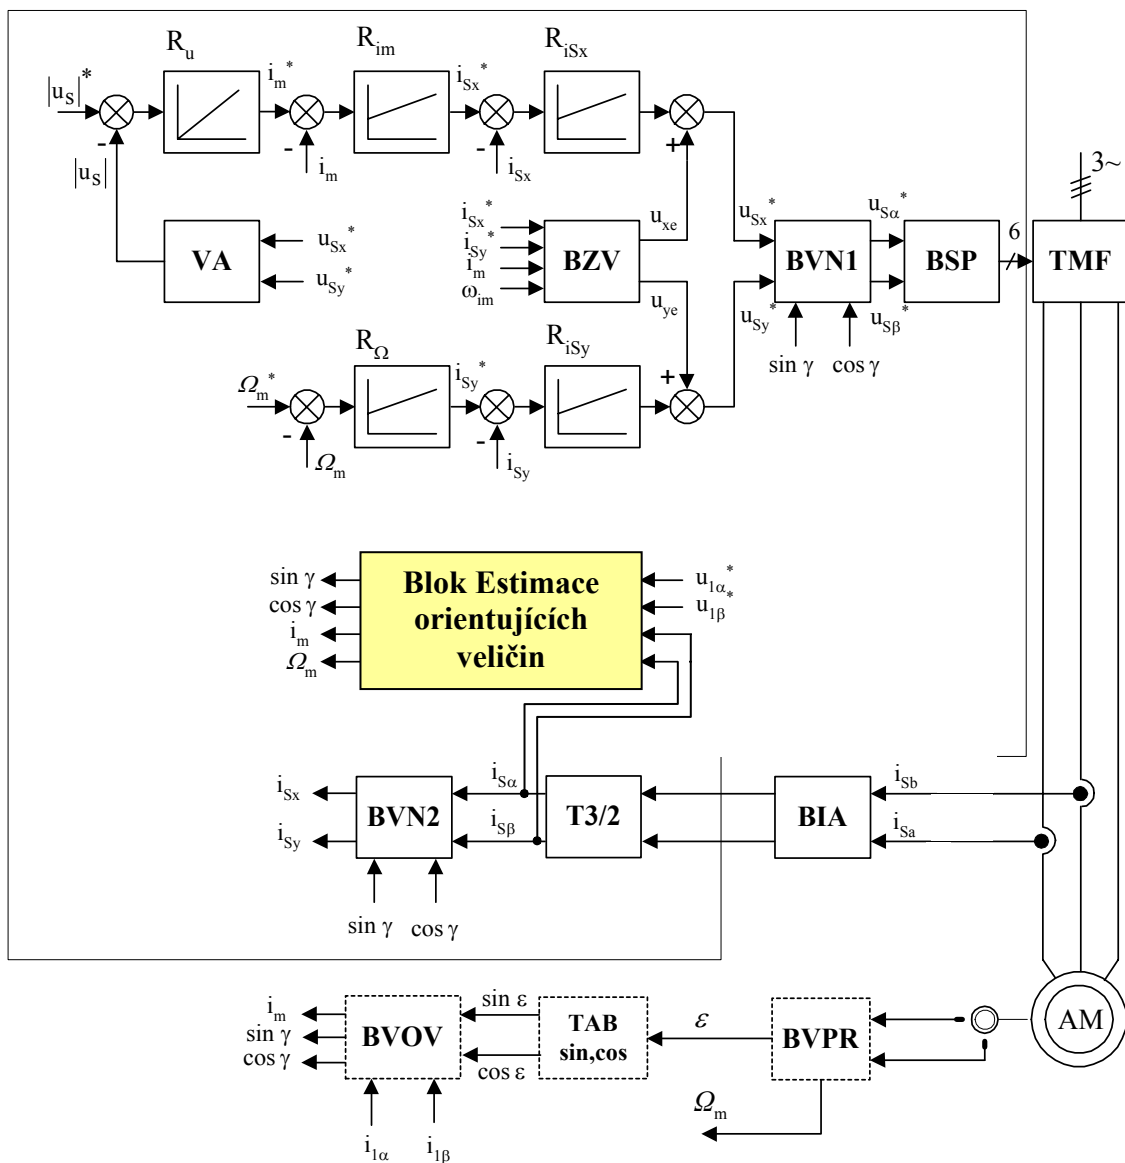 R_u
R_im
R_iSx
|u_S|*
i_m*
i_Sx*
-
-
-
+
|u_S|
i_m
i_Sx
3~
VA
u_Sx*
u_Sy*
i_Sx*
i_Sy*
i_m
ω_im
BZV
u_xe
u_ye
u_Sx*
u_Sy*
BVN1
u_Sα*
u_Sβ*
BSP
6
TMF
sin γ
cos γ
R_Ω
R_iSy
Ω_m*
i_Sy*
-
-
+
Ω_m
i_Sy
sin γ
cos γ
i_m
Ω_m
Blok Estimace
orientujících
veličin
u_1α*
u_1β*
i_Sx
i_Sy
BVN2
i_Sα
i_Sβ
T3/2
BIA
i_Sb
i_Sa
sin γ
cos γ
i_m
sin γ
cos γ
BVOV
sin ε
cos ε
TAB
sin,cos
ε
BVPR
AM
Ω_m
i_1α
i_1β